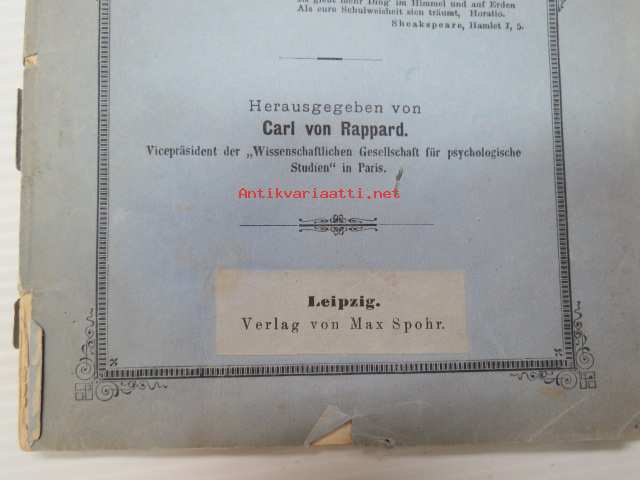 Es giebt mehr Ding' im Himmel und auf Erden
Als eure Schulweisheit sich träumt, Horatio.
Sheakspeare, Hamlet I, 5.
Herausgegeben von
Carl von Rappard.
Vicepräsident der „Wissenschaftlichen Gesellschaft für psychologische
Studien“ in Paris.
Antikvariaatti.net
Leipzig.
Verlag von Max Spohr.